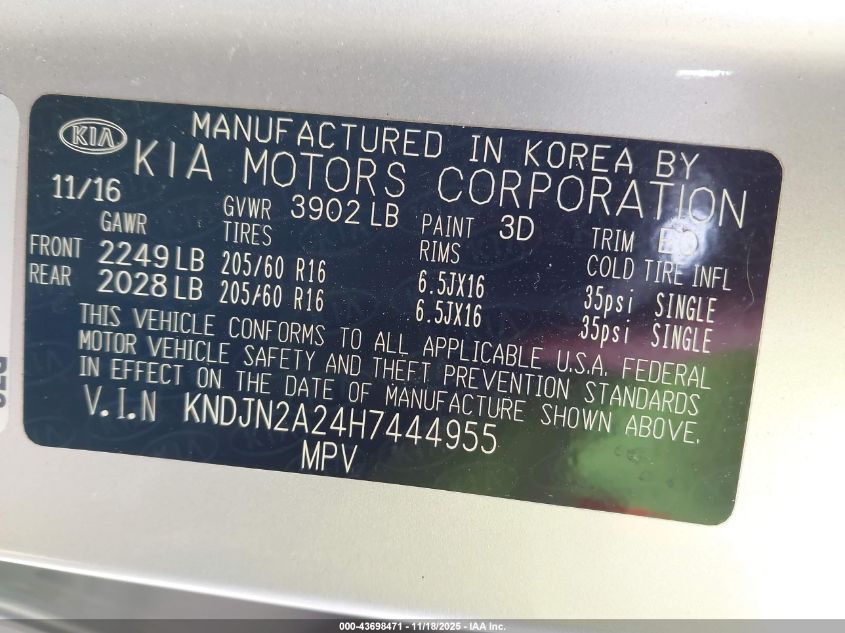 KIA
MANUFACTURED IN KOREA BY
KIA MOTORS CORPORATION
11/16
GAWR
GVWR 3902 LB
TIRES
PAINT 3D
RIMS
TRIM
COLD TIRE INFL
FRONT 2249 LB 205/60 R16 6.5JX16 35psi SINGLE
REAR 2028 LB 205/60 R16 6.5JX16 35psi SINGLE
THIS VEHICLE CONFORMS TO ALL APPLICABLE U.S.A. FEDERAL
MOTOR VEHICLE SAFETY AND THEFT PREVENTION STANDARDS
IN EFFECT ON THE DATE OF MANUFACTURE SHOWN ABOVE.
V.I.N KNDJN2A24H7444955
MPV
000-43698471 - 11/18/2025 - IAA Inc.